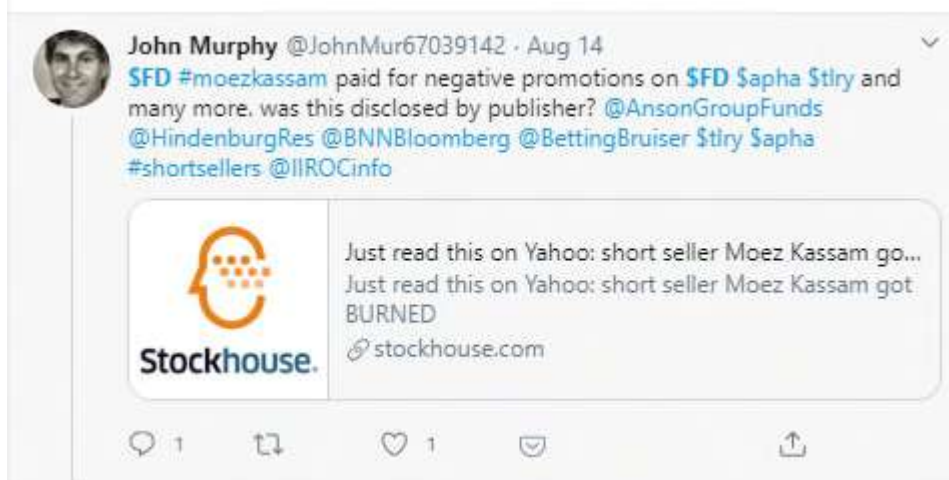 John Murphy @JohnMur67039142 · Aug 14
$FD #moezkassam paid for negative promotions on $FD $apha $tlry and
many more. was this disclosed by publisher? @AnsonGroupFunds
@HindenburgRes @BNNBloomberg @BettingBruiser $tlry $apha
#shortsellers @IIROCinfo
Just read this on Yahoo: short seller Moez Kassam go...
Just read this on Yahoo: short seller Moez Kassam got
BURNED
stockhouse.com
Stockhouse.
1
1